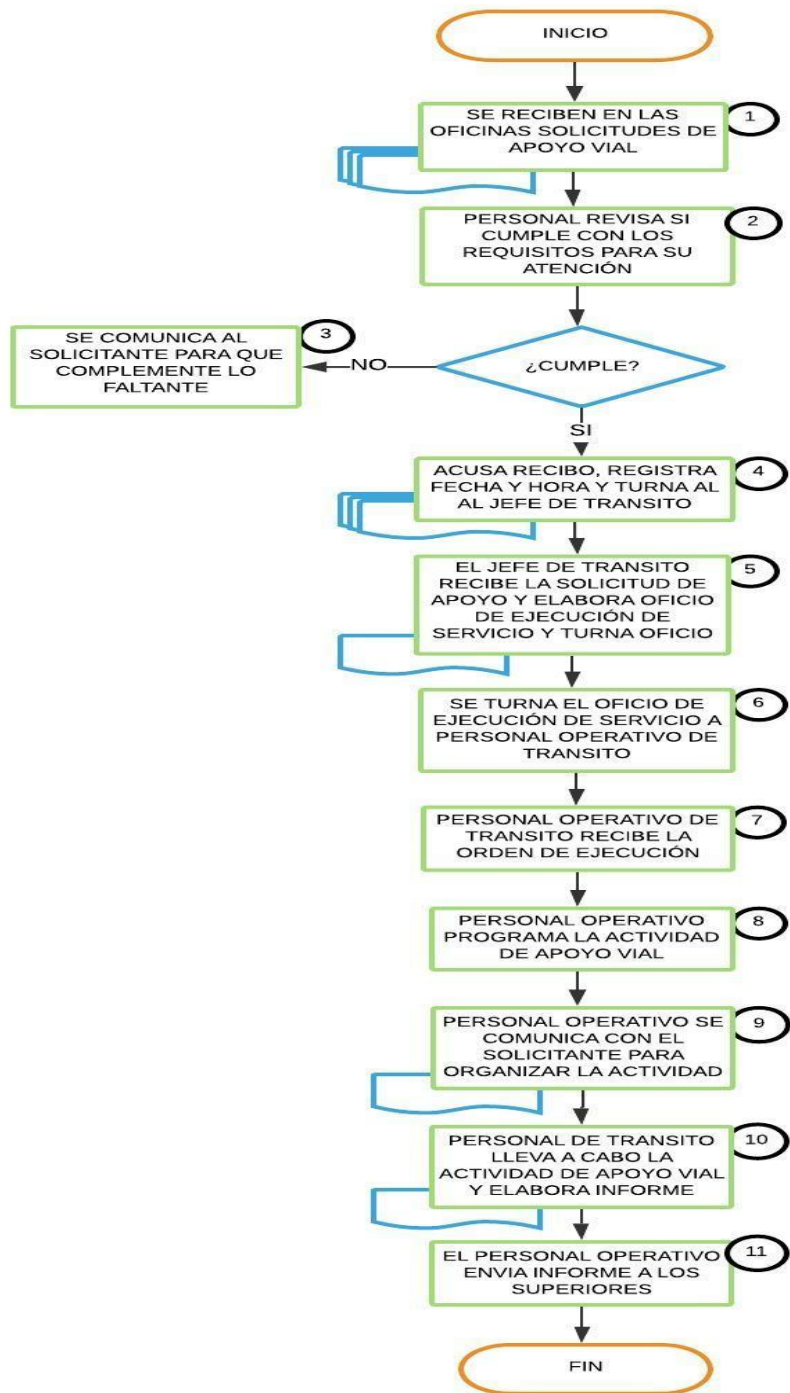 INICIO
1
SE RECIBEN EN LAS
OFICINAS SOLICITUDES DE
APOYO VIAL
2
PERSONAL REVISA SI
CUMPLE CON LOS
REQUISITOS PARA SU
ATENCIÓN
¿CUMPLE?
NO
3
SE COMUNICA AL
SOLICITANTE PARA QUE
COMPLEMENTE LO
FALTANTE
SI
4
ACUSA RECIBO, REGISTRA
FECHA Y HORA Y TURNA AL
AL JEFE DE TRANSITO
5
EL JEFE DE TRANSITO
RECIBE LA SOLICITUD DE
APOYO Y ELABORA OFICIO
DE EJECUCIÓN DE
SERVICIO Y TURNA OFICIO
6
SE TURNA EL OFICIO DE
EJECUCIÓN DE SERVICIO A
PERSONAL OPERATIVO DE
TRANSITO
7
PERSONAL OPERATIVO DE
TRANSITO RECIBE LA
ORDEN DE EJECUCIÓN
8
PERSONAL OPERATIVO
PROGRAMA LA ACTIVIDAD
DE APOYO VIAL
9
PERSONAL OPERATIVO SE
COMUNICA CON EL
SOLICITANTE PARA
ORGANIZAR LA ACTIVIDAD
10
PERSONAL DE TRANSITO
LLEVA A CABO LA
ACTIVIDAD DE APOYO VIAL
Y ELABORA INFORME
11
EL PERSONAL OPERATIVO
ENVIA INFORME A LOS
SUPERIORES
FIN